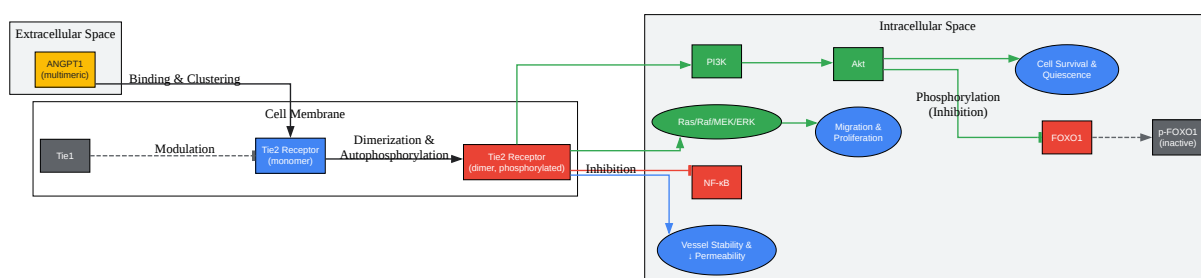 Extracellular Space
ANGPT1
(multimeric)
Binding & Clustering
Cell Membrane
Tie1
Modulation
Tie2 Receptor
(monomer)
Dimerization &
Autophosphorylation
Tie2 Receptor
(dimer, phosphorylated)
Inhibition
Intracellular Space
PI3K
Akt
Cell Survival &
Quiescence
Phosphorylation
(Inhibition)
Ras/Raf/MEK/ERK
Migration &
Proliferation
FOXO1
p-FOXO1
(inactive)
NF-κB
Vessel Stability &
↓ Permeability